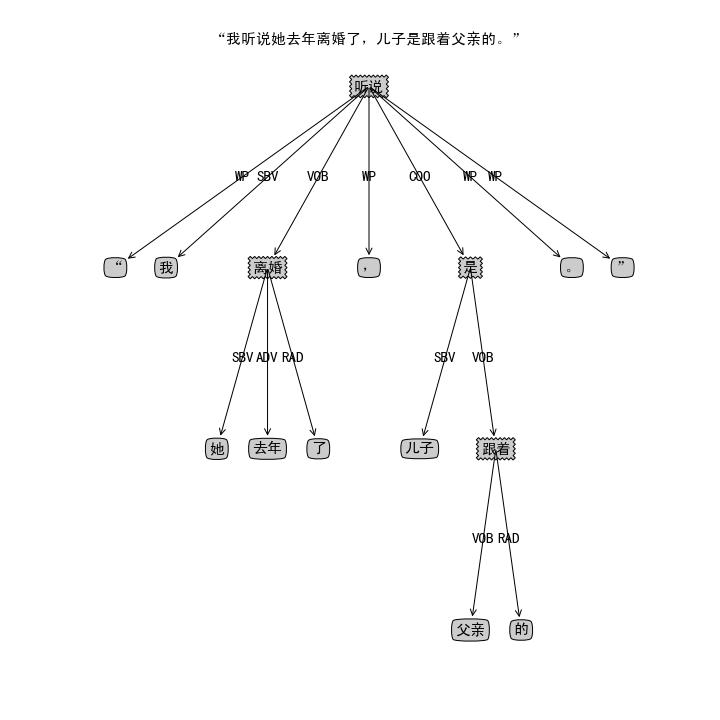 “我听说她去年离婚了，儿子是跟着父亲的。”
听说
WP SBV VOB WP COO WP WP
“ 我 离婚 ， 是 。 ”
SBV ADV RAD SBV VOB
她 去年 了 儿子 跟着
VOB RAD
父亲 的